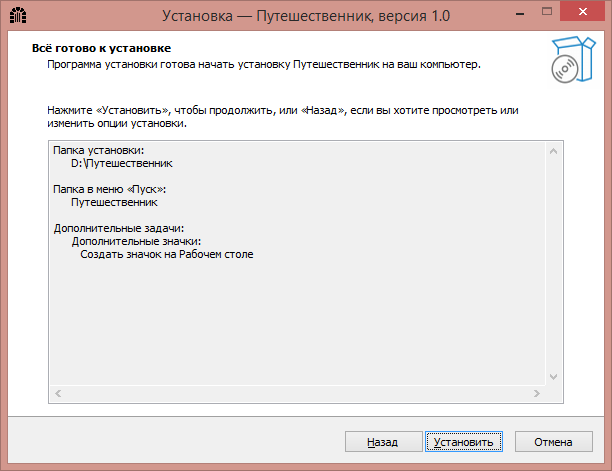 Установка — Путешественник, версия 1.0
Всё готово к установке
Программа установки готова начать установку Путешественник на ваш компьютер.
Нажмите «Установить», чтобы продолжить, или «Назад», если вы хотите просмотреть или
изменить опции установки.
Папка установки:
D:\Путешественник
Папка в меню «Пуск»:
Путешественник
Дополнительные задачи:
Дополнительные значки:
Создать значок на Рабочем столе
Назад
Установить
Отмена